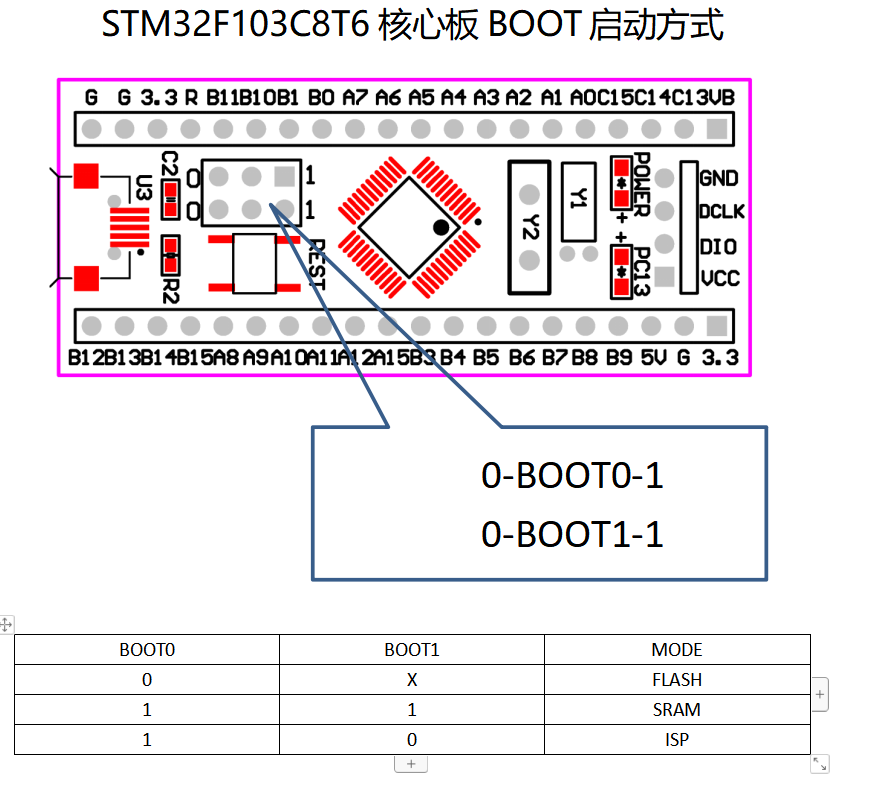 STM32F103C8T6 核心板 BOOT 启动方式
G G 3.3 R B11 B10 B1 B0 A7 A6 A5 A4 A3 A2 A1 A0 C15 C14 C13 VB
C2
U3
0 1
0 1
R2
REST
Y2
Y1
POWER
+
+
PC13
GND
DCLK
DIO
VCC
B12 B13 B14 B15 A8 A9 A10 A11 A12 A15 B3 B4 B5 B6 B7 B8 B9 5V G 3.3
0-BOOT0-1
0-BOOT1-1
BOOT0 BOOT1 MODE
0 X FLASH
1 1 SRAM
1 0 ISP